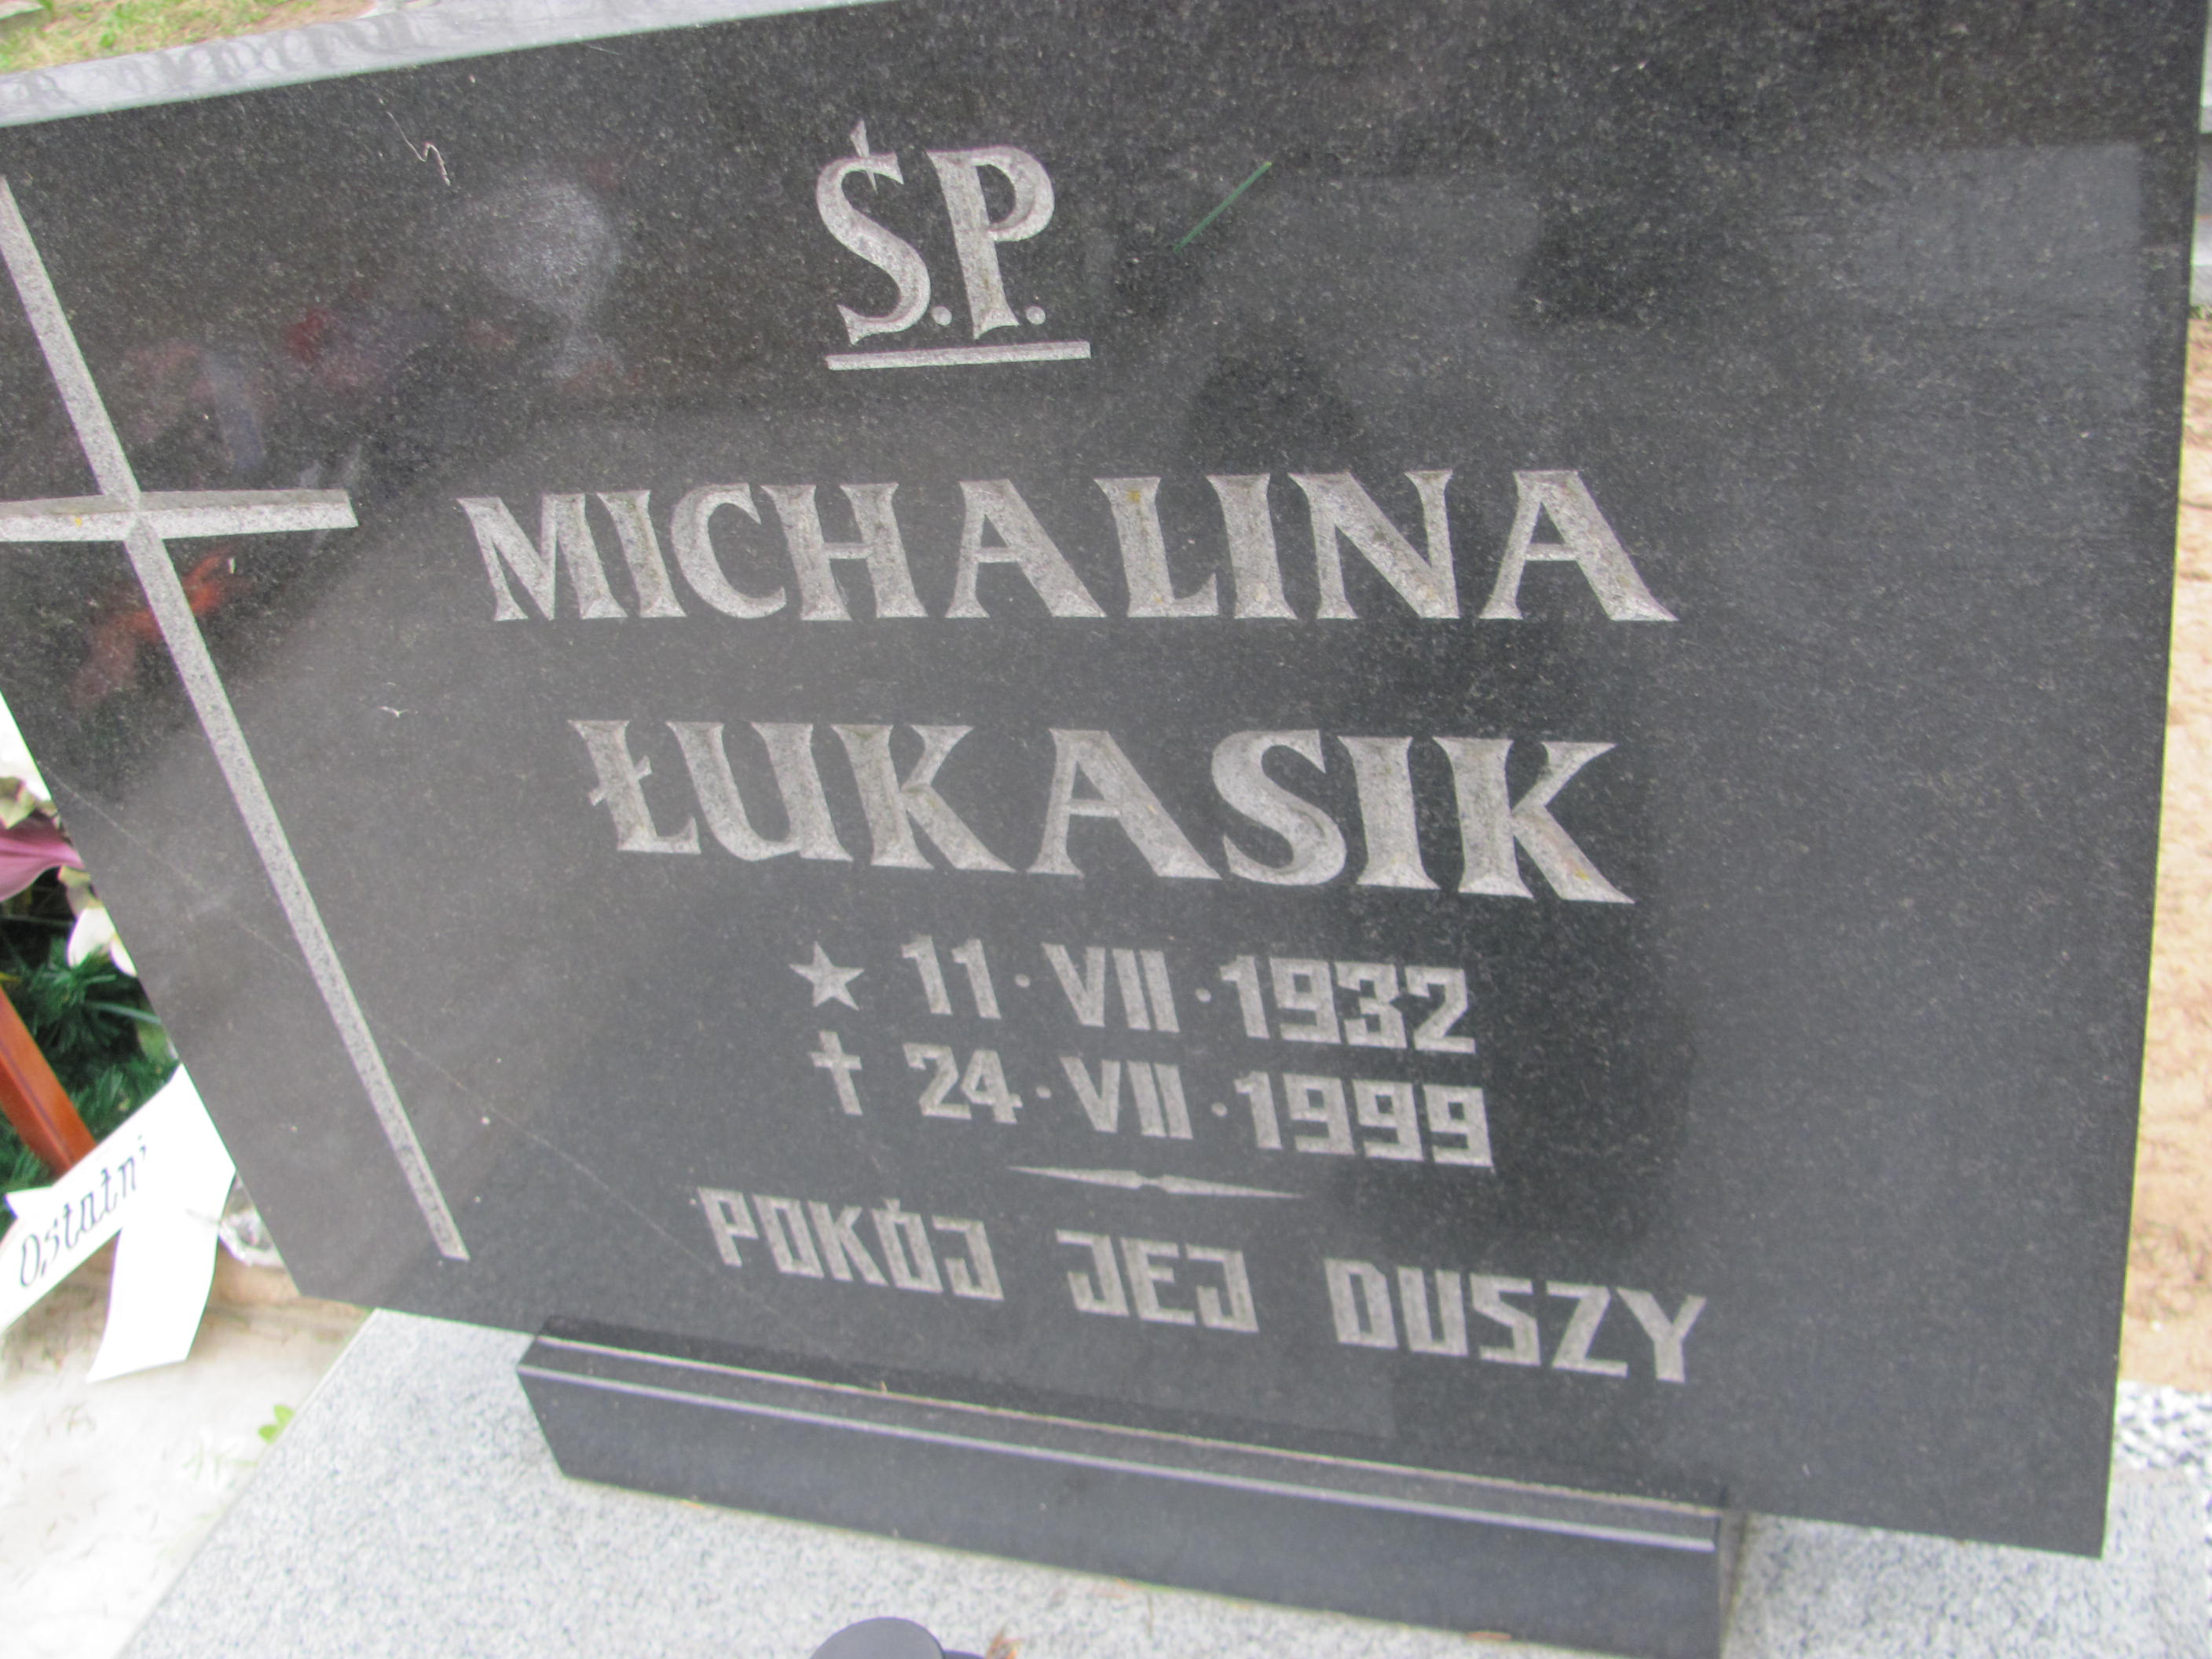 Ś.P.
MICHALINA
ŁUKASIK
★ 11·VII·1932
✝ 24·VII·1999
POKÓJ JEJ DUSZY
Ostatni